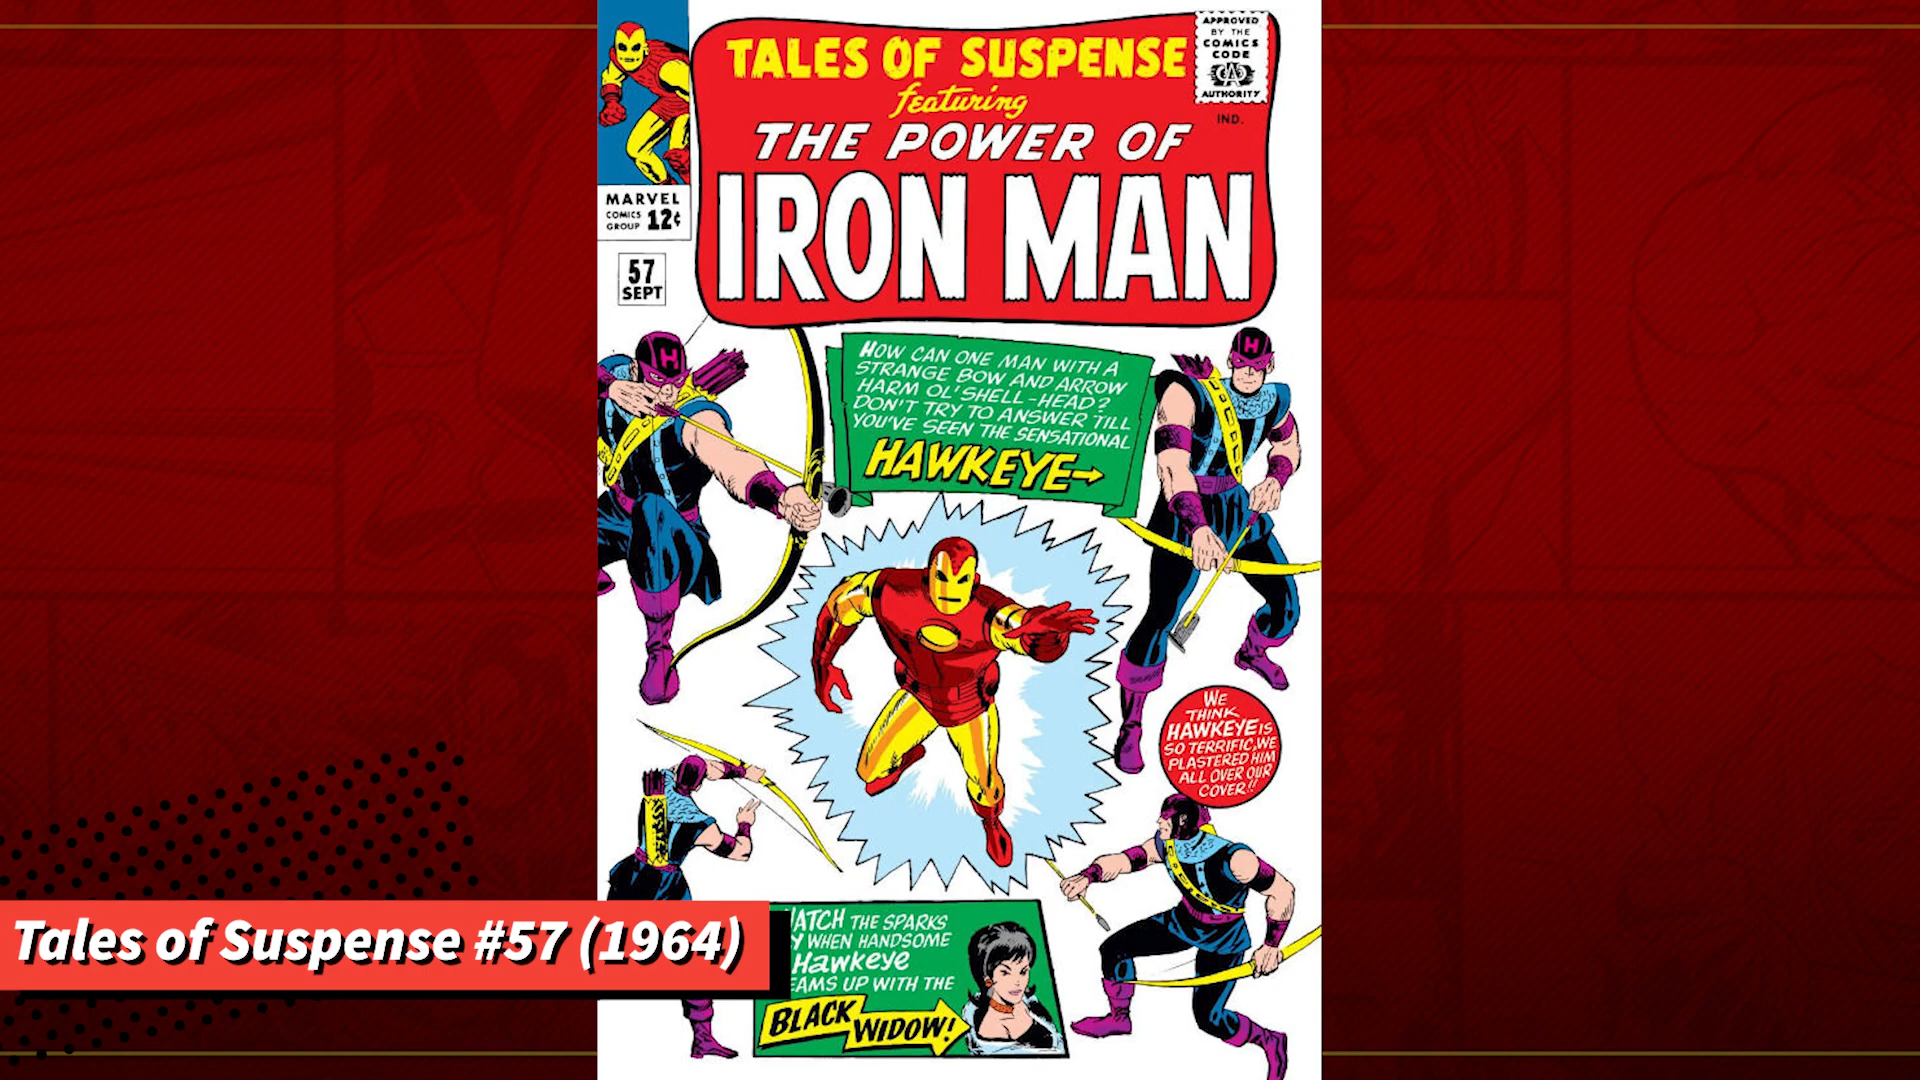 TALES OF SUSPENSE
featuring
THE POWER OF
IRON MAN
APPROVED
BY THE
COMICS
CODE
CA
AUTHORITY
IND.
MARVEL
COMICS
GROUP 12¢
57
SEPT
H
H
HOW CAN ONE MAN WITH A
STRANGE BOW AND ARROW
HARM OL' SHELL-HEAD?
DON'T TRY TO ANSWER TILL
YOU'VE SEEN THE SENSATIONAL
HAWKEYE→
WE
THINK
HAWKEYE IS
SO TERRIFIC, WE
PLASTERED HIM
ALL OVER OUR
COVER!!
ATCH THE SPARKS
Y WHEN HANDSOME
Hawkeye
EAMS UP WITH THE
BLACK
WIDOW!
Tales of Suspense #57 (1964)